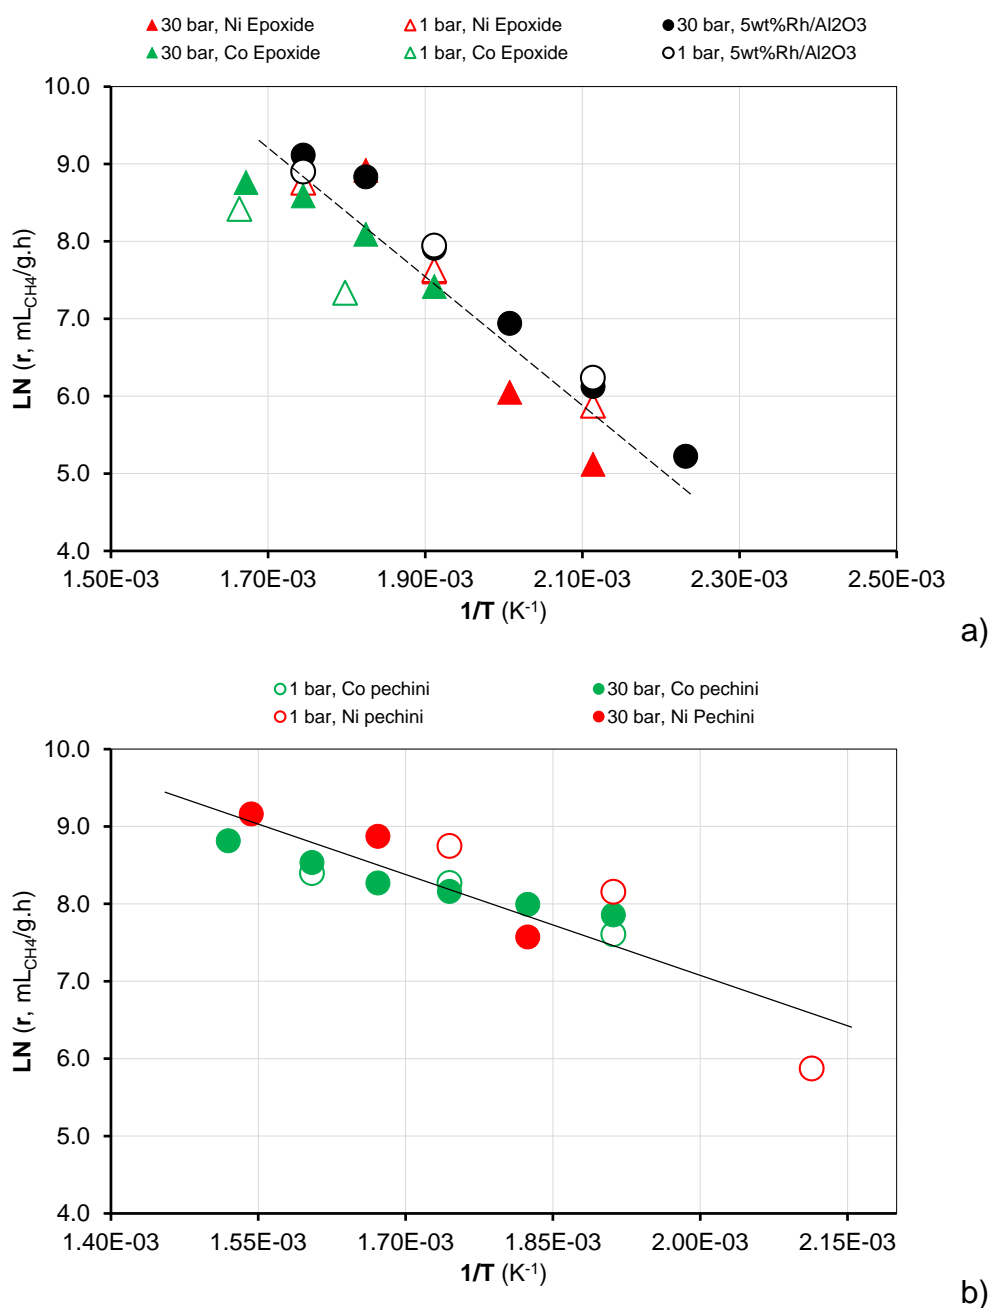 30 bar, Ni Epoxide 1 bar, Ni Epoxide 30 bar, 5wt%Rh/Al2O3
30 bar, Co Epoxide 1 bar, Co Epoxide 1 bar, 5wt%Rh/Al2O3
10.0
9.0
8.0
7.0
6.0
5.0
4.0
LN (r, mLCH4/g.h)
1.50E-03 1.70E-03 1.90E-03 2.10E-03 2.30E-03 2.50E-03
1/T (K-1)
a)
1 bar, Co pechini 30 bar, Co pechini
1 bar, Ni pechini 30 bar, Ni Pechini
10.0
9.0
8.0
7.0
6.0
5.0
4.0
LN (r, mLCH4/g.h)
1.40E-03 1.55E-03 1.70E-03 1.85E-03 2.00E-03 2.15E-03
1/T (K-1)
b)